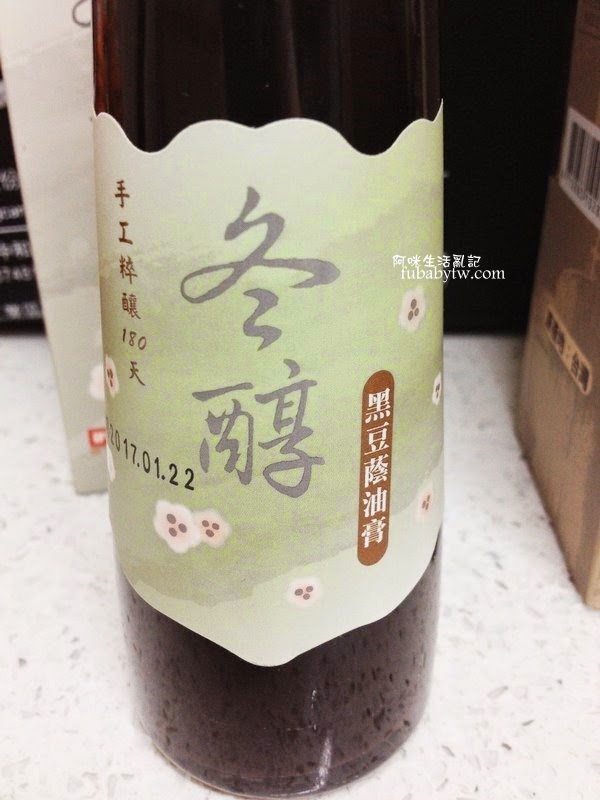 冬醇
手工粹釀180天
2017.01.22
黑豆蔭油膏
阿咪生活亂記
fubabytw.com